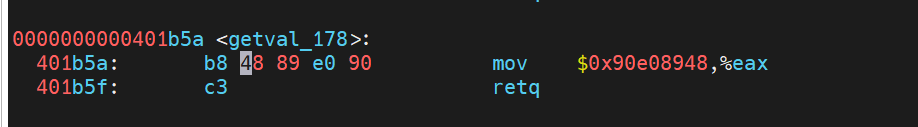 0000000000401b5a <getval_178>:
401b5a: b8 48 89 e0 90 mov $0x90e08948,%eax
401b5f: c3 retq